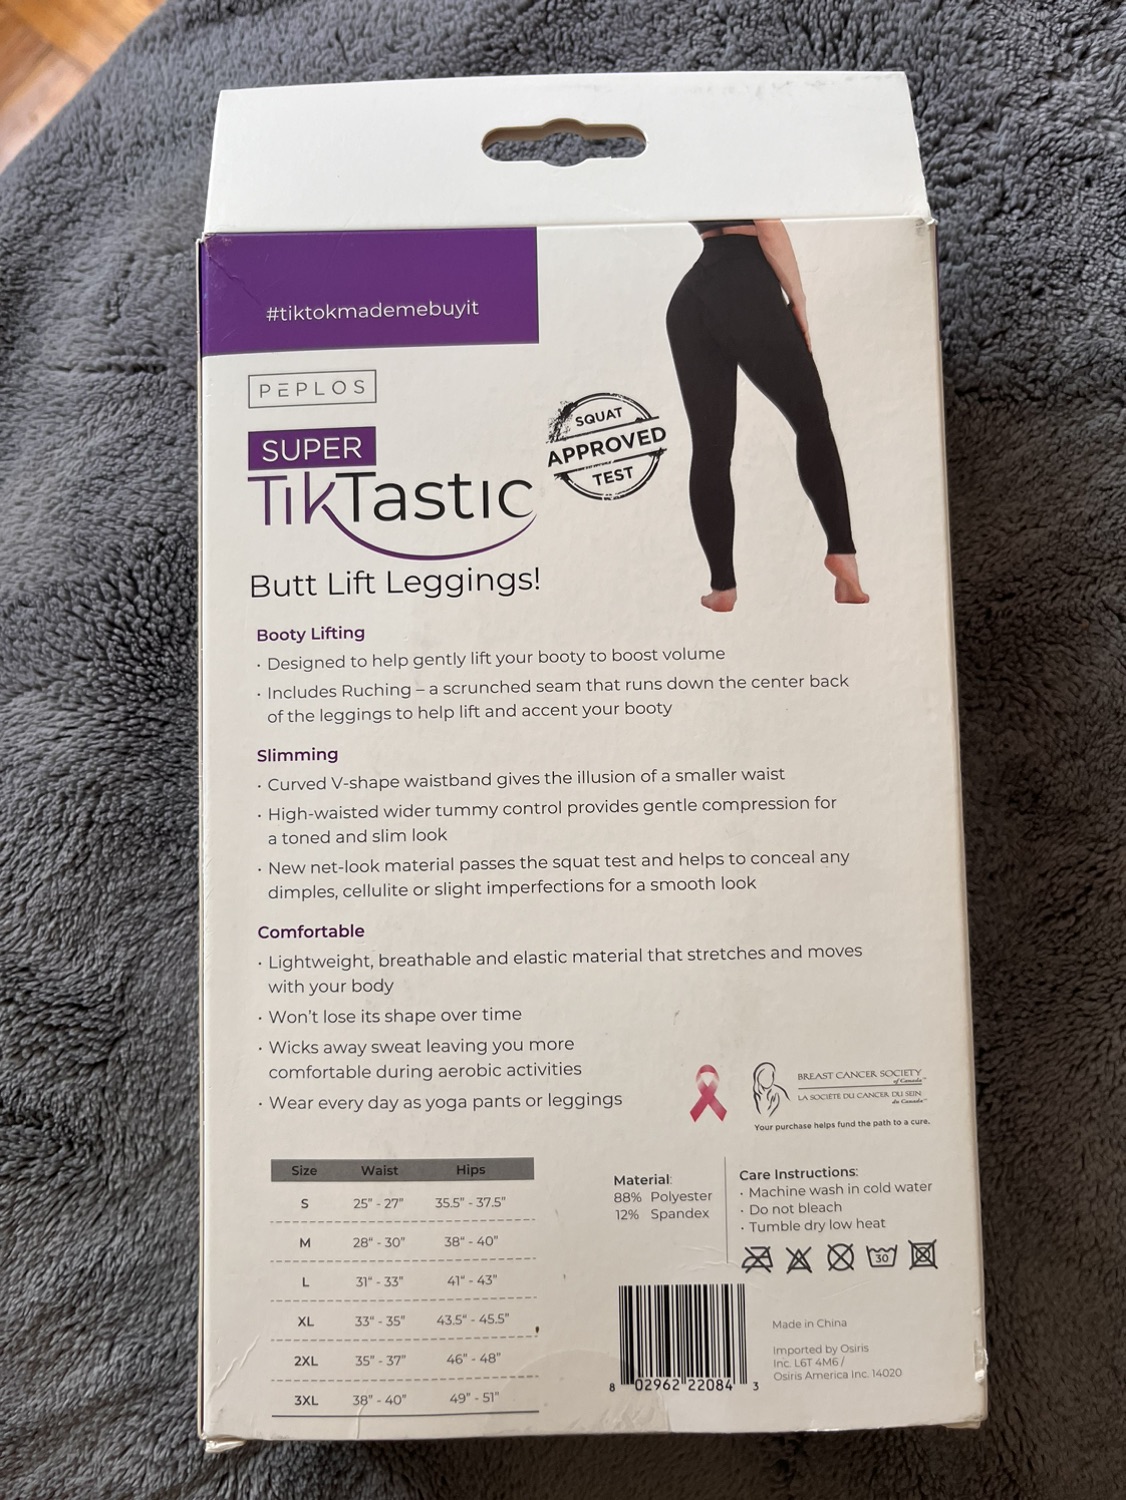 #tiktokmademebuyit
PEPLOS
SUPER
TikTastic
Butt Lift Leggings!
SQUAT
APPROVED
TEST
Booty Lifting
· Designed to help gently lift your booty to boost volume
· Includes Ruching – a scrunched seam that runs down the center back
of the leggings to help lift and accent your booty
Slimming
· Curved V-shape waistband gives the illusion of a smaller waist
· High-waisted wider tummy control provides gentle compression for
a toned and slim look
· New net-look material passes the squat test and helps to conceal any
dimples, cellulite or slight imperfections for a smooth look
Comfortable
· Lightweight, breathable and elastic material that stretches and moves
with your body
· Won't lose its shape over time
· Wicks away sweat leaving you more
comfortable during aerobic activities
· Wear every day as yoga pants or leggings
BREAST CANCER SOCIETY
of Canada™
LA SOCIÉTÉ DU CANCER DU SEIN
du Canada™
Your purchase helps fund the path to a cure.
Size Waist Hips
S 25" - 27" 35.5" - 37.5"
M 28" - 30" 38" - 40"
L 31" - 33" 41" - 43"
XL 33" - 35" 43.5" - 45.5"
2XL 35" - 37" 46" - 48"
3XL 38" - 40" 49" - 51"
Material:
88% Polyester
12% Spandex
Care Instructions:
· Machine wash in cold water
· Do not bleach
· Tumble dry low heat
30
8 02962 22084 3
Made in China
Imported by Osiris
Inc. L6T 4M6 /
Osiris America Inc. 14020